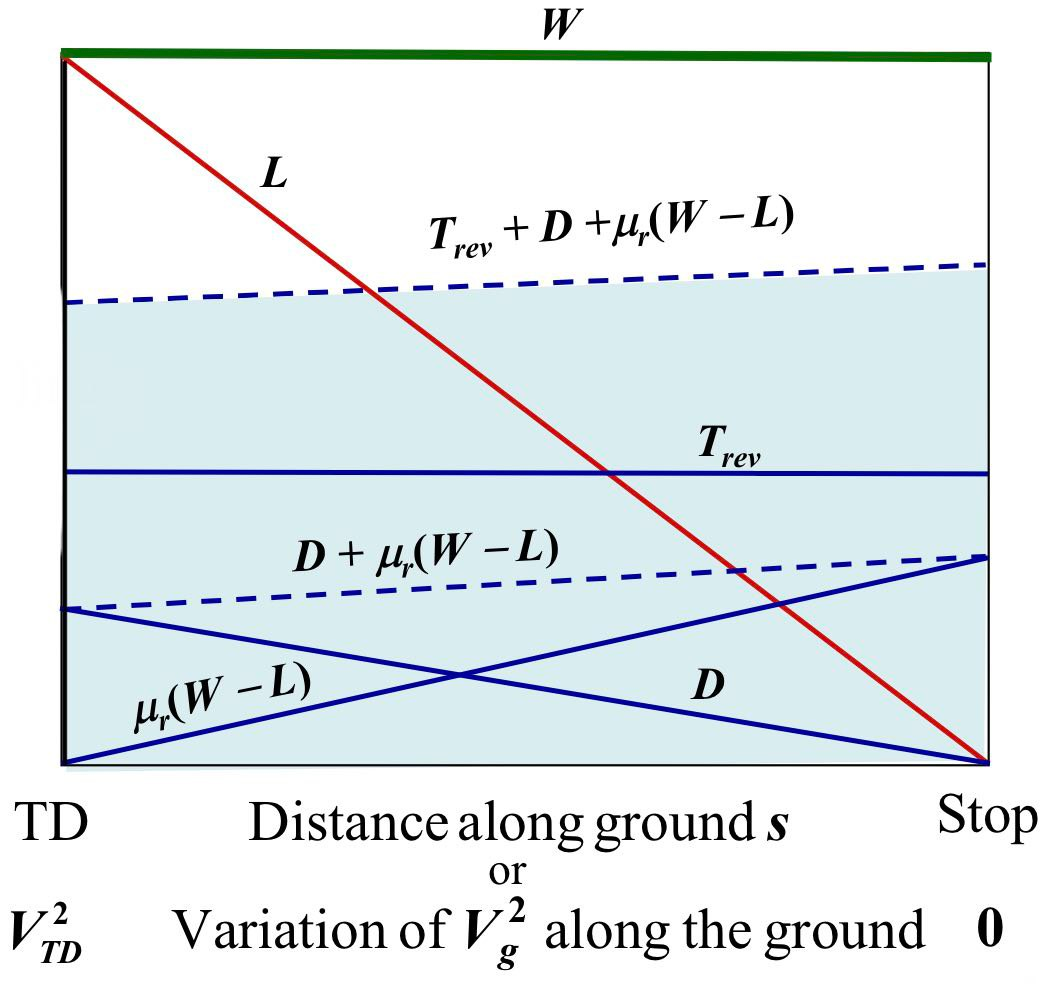 W
L
T_rev + D + μ_r(W − L)
T_rev
D + μ_r(W − L)
μ_r(W − L)
D
TD Distance along ground s Stop
or
V_TD^2 Variation of V_g^2 along the ground 0